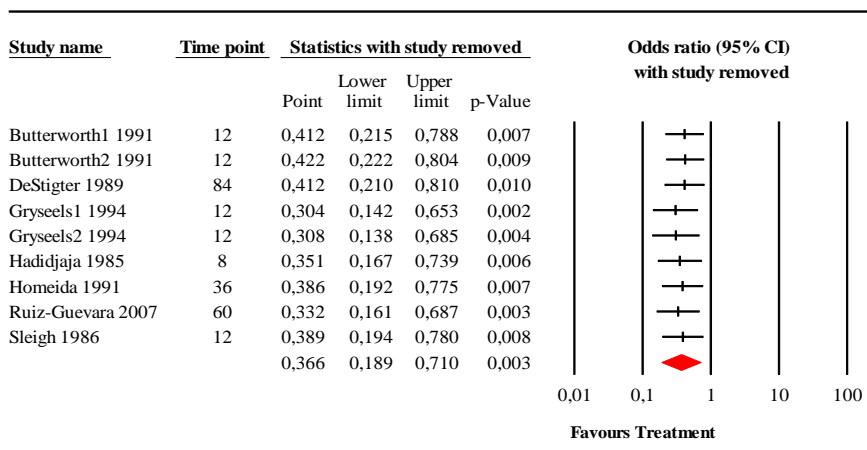 Study name Time point Statistics with study removed Odds ratio (95% CI)
with study removed
Lower Upper
Point limit limit p-Value
Butterworth1 1991 12 0,412 0,215 0,788 0,007
Butterworth2 1991 12 0,422 0,222 0,804 0,009
DeStigter 1989 84 0,412 0,210 0,810 0,010
Gryseels1 1994 12 0,304 0,142 0,653 0,002
Gryseels2 1994 12 0,308 0,138 0,685 0,004
Hadidjaja 1985 8 0,351 0,167 0,739 0,006
Homeida 1991 36 0,386 0,192 0,775 0,007
Ruiz-Guevara 2007 60 0,332 0,161 0,687 0,003
Sleigh 1986 12 0,389 0,194 0,780 0,008
0,366 0,189 0,710 0,003
0,01 0,1 1 10 100
Favours Treatment